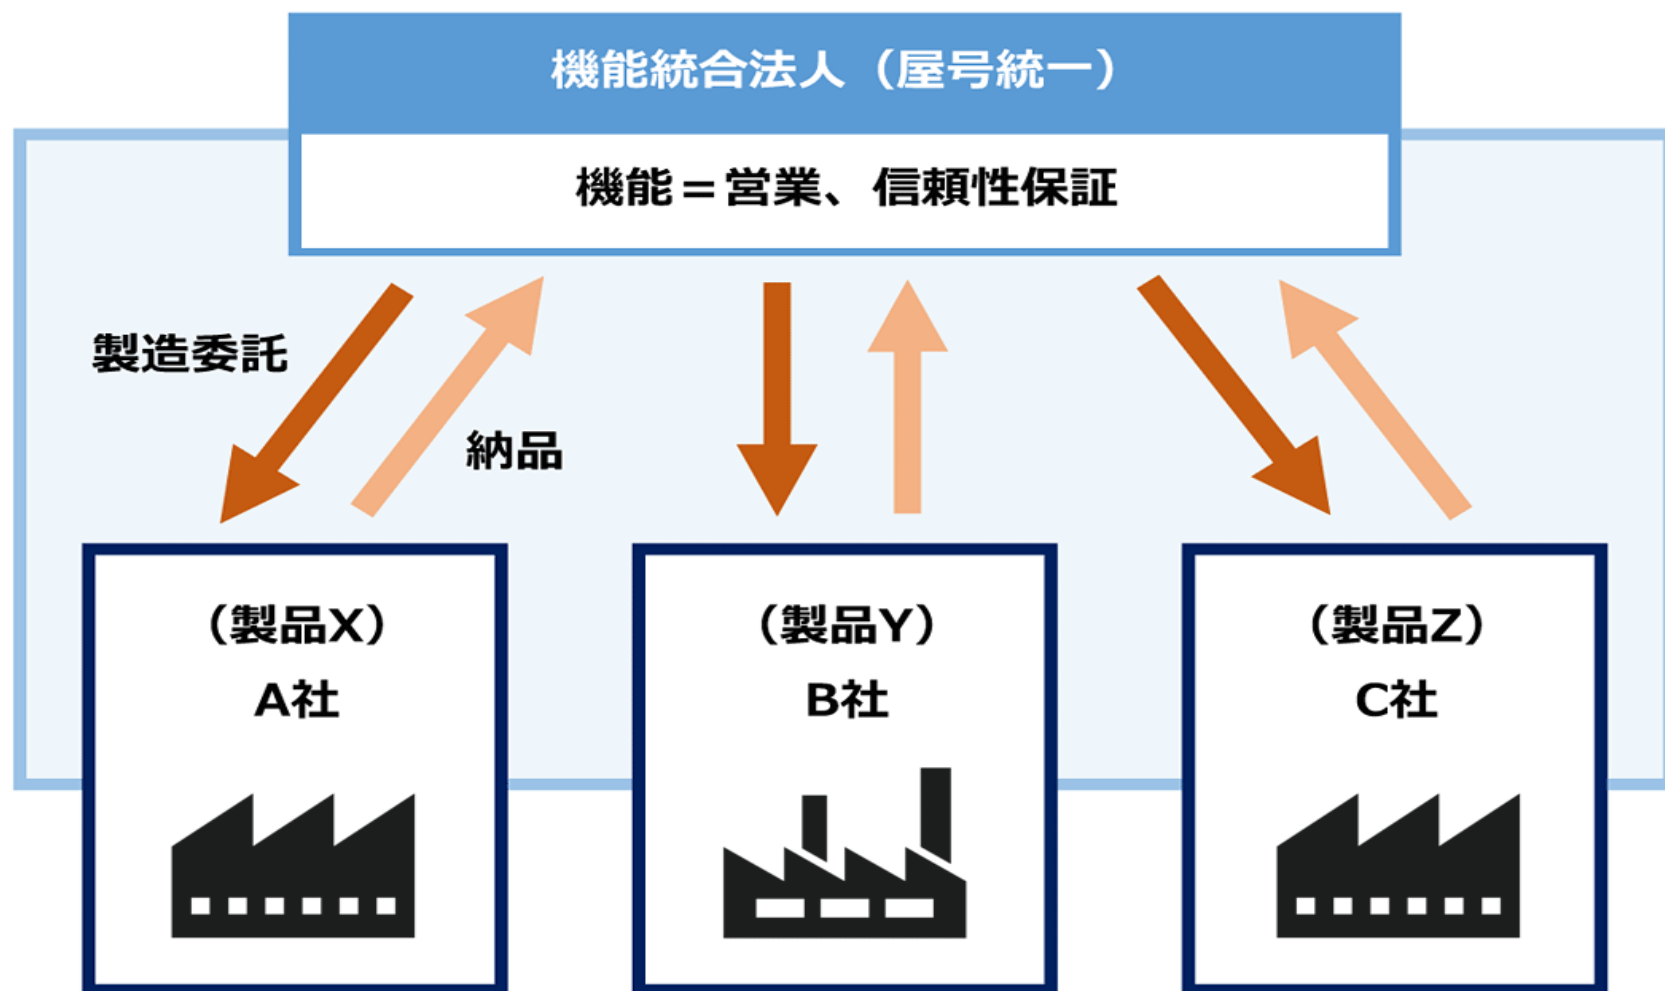 機能統合法人（屋号統一）
機能＝営業、信頼性保証
製造委託
納品
（製品X）
A社
（製品Y）
B社
（製品Z）
C社